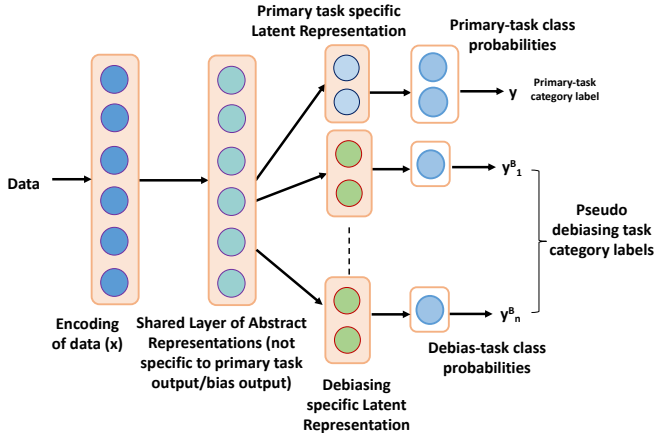 Primary task specific
Latent Representation
Primary-task class
probabilities
y
Primary-task
category label
Data
y^B_1
Pseudo
debiasing task
category labels
y^B_n
Encoding
of data (x)
Shared Layer of Abstract
Representations (not
specific to primary task
output/bias output)
Debiasing
specific Latent
Representation
Debias-task class
probabilities